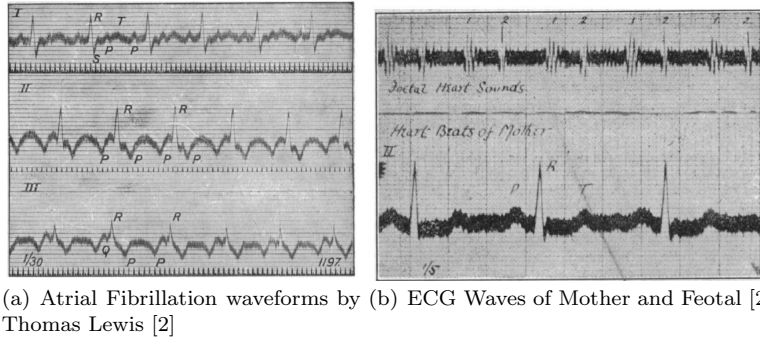 I
R
T
P
P
S
II
R
R
P
P
P
P
III
R
R
Q
P
P
1/30
1197.
1 2 1 2 1 2 1 2
Foetal Heart Sounds.
Heart Beats of Mother
II
R
P
T
1/5
(a) Atrial Fibrillation waveforms by
Thomas Lewis [2]
(b) ECG Waves of Mother and Feotal [2